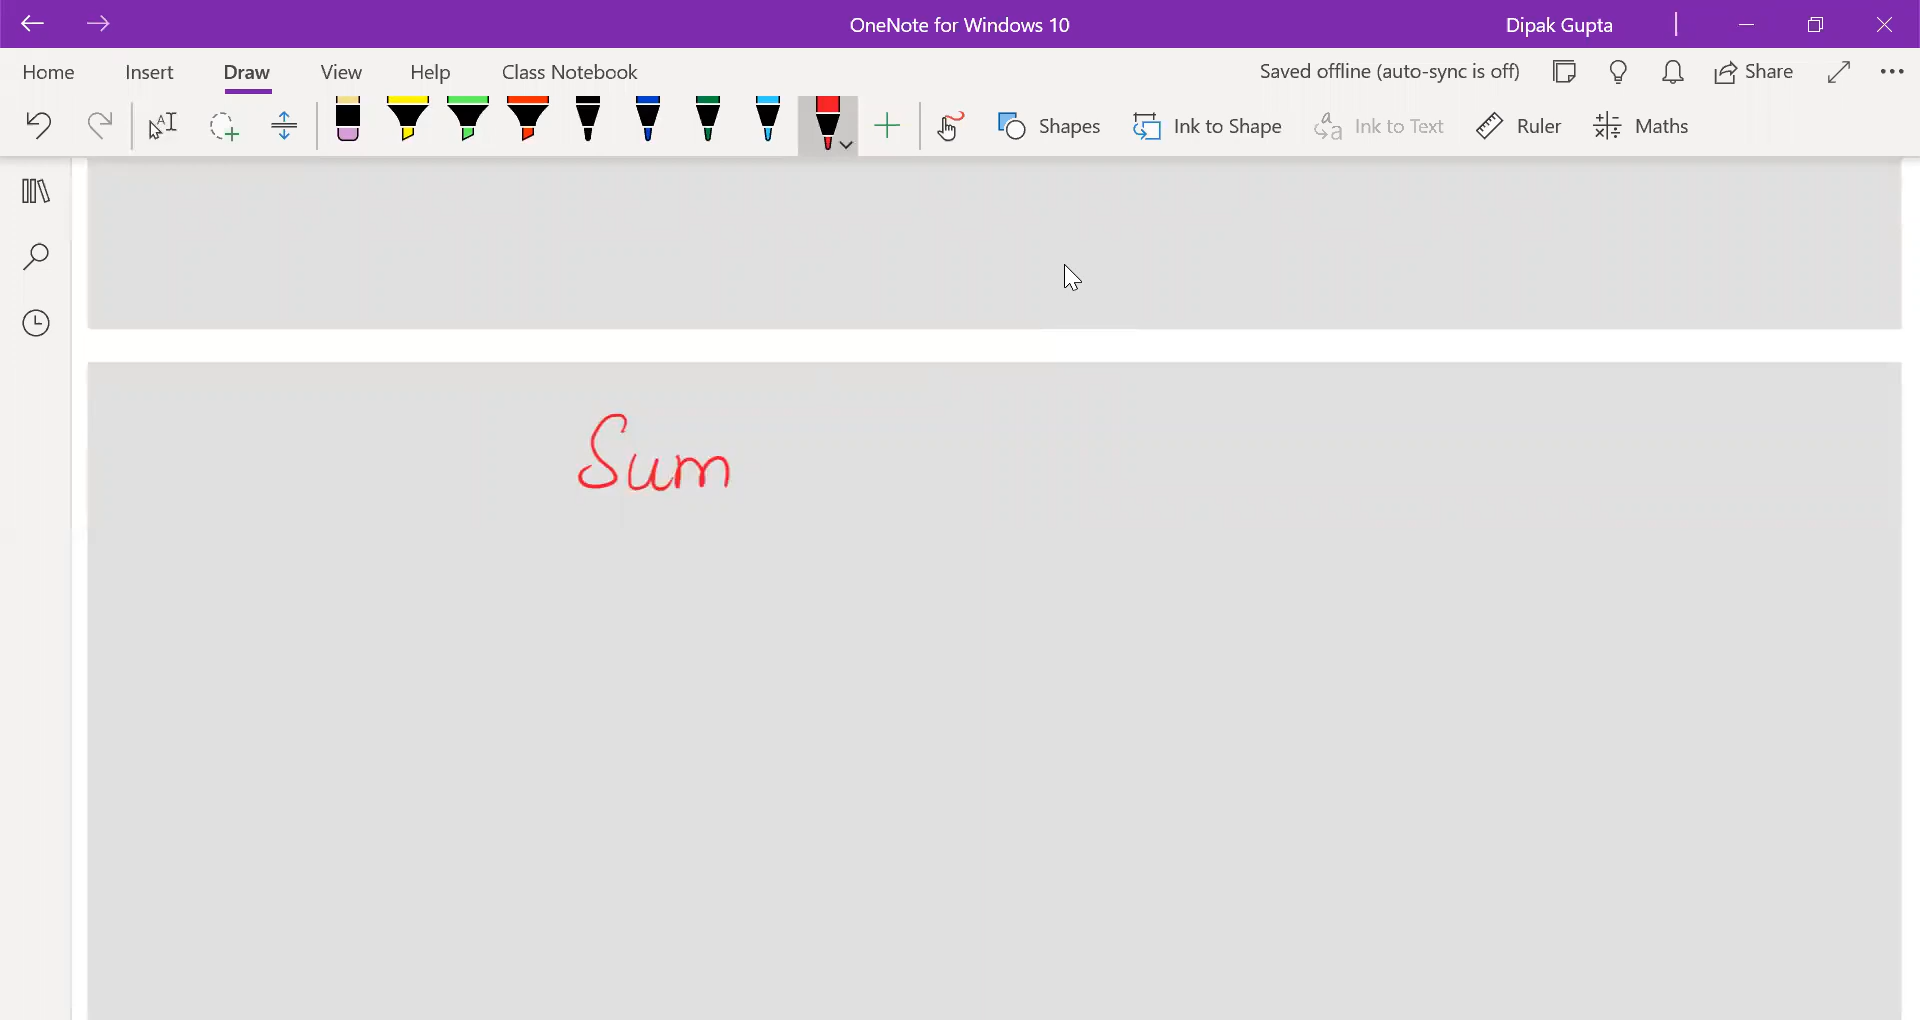 OneNote for Windows 10 Dipak Gupta
Home Insert Draw View Help Class Notebook Saved offline (auto-sync is off) Share
Shapes Ink to Shape Ink to Text Ruler Maths
Sum